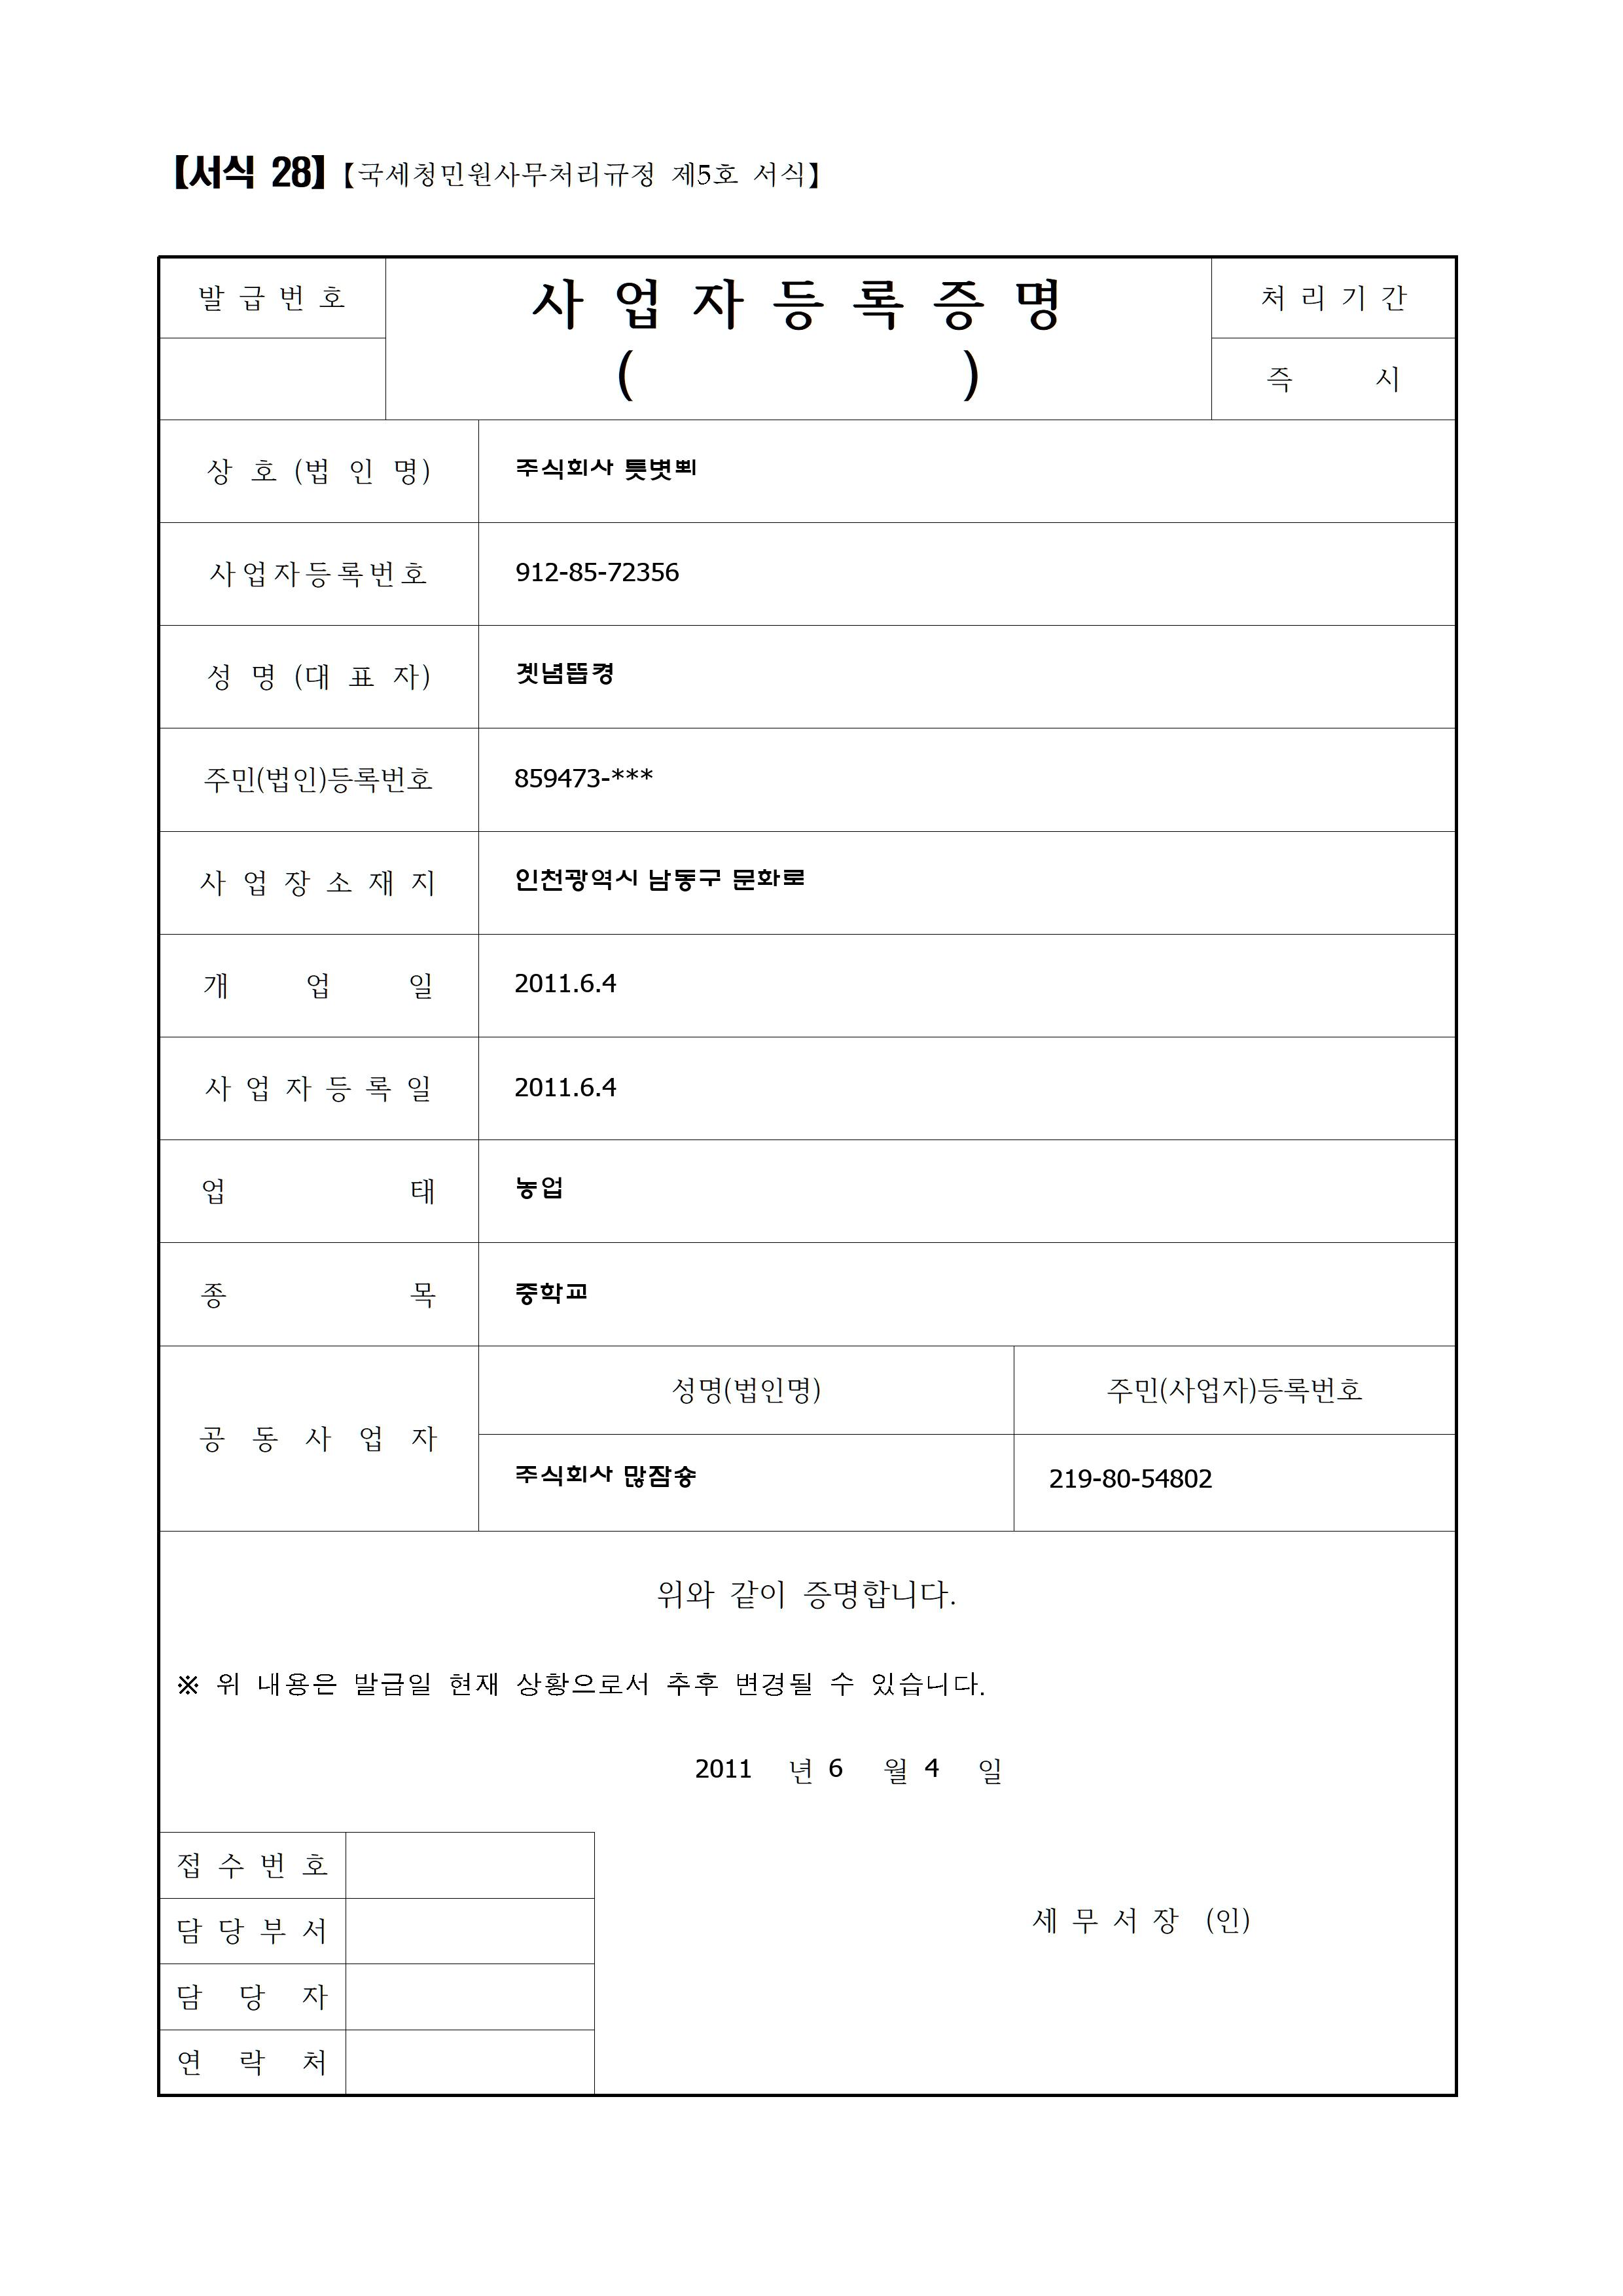 【서식 28】【국세청민원사무처리규정 제5호 서식】
발급번호
사업자등록증명
( )
처리기간
즉 시
상 호 (법 인 명) 주식회사 틋볏쁴
사업자등록번호 912-85-72356
성 명 (대 표 자) 곗념뜹켱
주민(법인)등록번호 859473-***
사 업 장 소 재 지 인천광역시 남동구 문화로
개 업 일 2011.6.4
사 업 자 등 록 일 2011.6.4
업 태 농업
종 목 중학교
공 동 사 업 자
성명(법인명) 주민(사업자)등록번호
주식회사 많잠숑 219-80-54802
위와 같이 증명합니다.
※ 위 내용은 발급일 현재 상황으로서 추후 변경될 수 있습니다.
2011 년 6 월 4 일
접 수 번 호
담 당 부 서
세 무 서 장 (인)
담 당 자
연 락 처